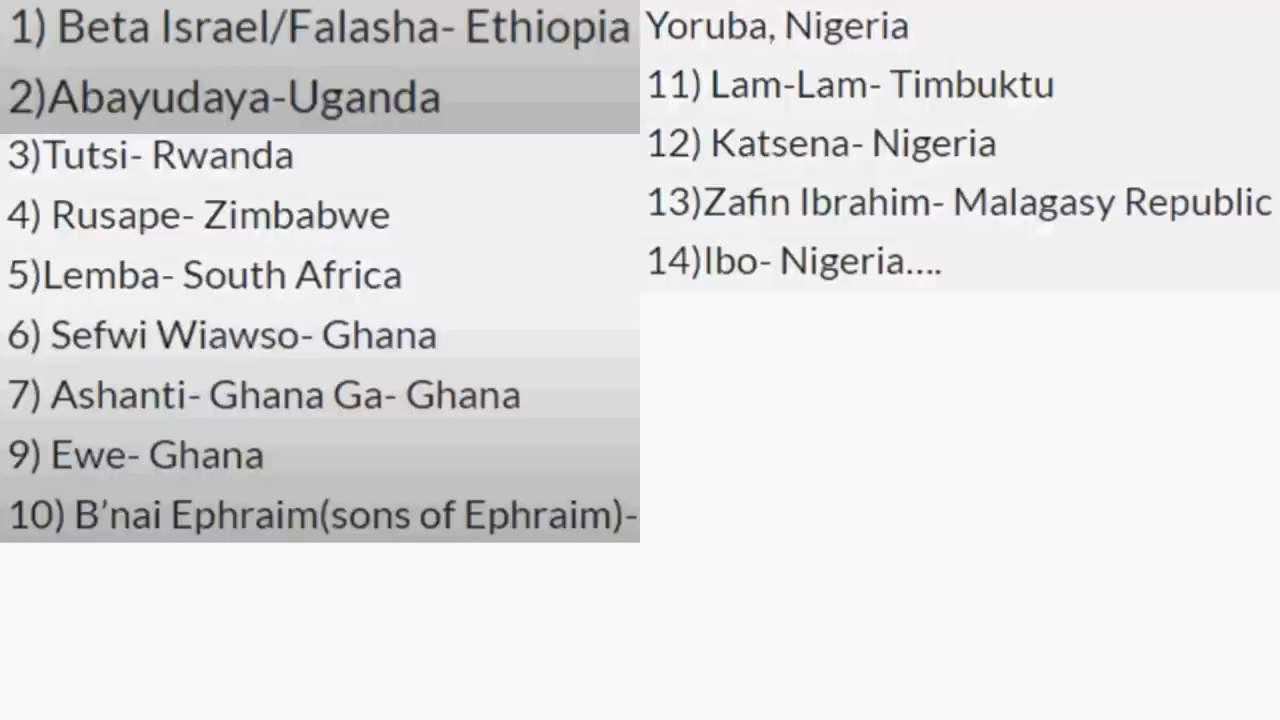 1) Beta Israel/Falasha- Ethiopia
2)Abayudaya-Uganda
3)Tutsi- Rwanda
4) Rusape- Zimbabwe
5)Lemba- South Africa
6) Sefwi Wiawso- Ghana
7) Ashanti- Ghana Ga- Ghana
9) Ewe- Ghana
10) B’nai Ephraim(sons of Ephraim)-
Yoruba, Nigeria
11) Lam-Lam- Timbuktu
12) Katsena- Nigeria
13)Zafin Ibrahim- Malagasy Republic
14)Ibo- Nigeria....